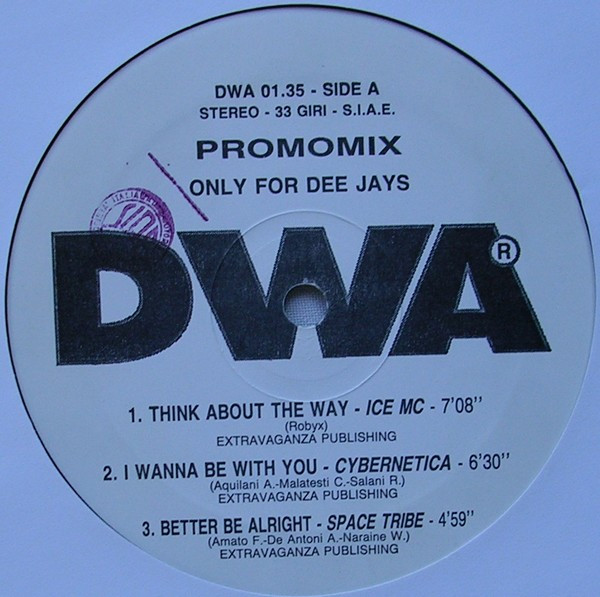 DWA 01.35 - SIDE A
STEREO - 33 GIRI - S.I.A.E.
PROMOMIX
ONLY FOR DEE JAYS
DWA®
1. THINK ABOUT THE WAY - ICE MC - 7'08"
(Robyx)
EXTRAVAGANZA PUBLISHING
2. I WANNA BE WITH YOU - CYBERNETICA - 6'30"
(Aquilani A.-Malatesti C.-Salani R.)
EXTRAVAGANZA PUBLISHING
3. BETTER BE ALRIGHT - SPACE TRIBE - 4'59"
(Amato F.-De Antoni A.-Naraine W.)
EXTRAVAGANZA PUBLISHING